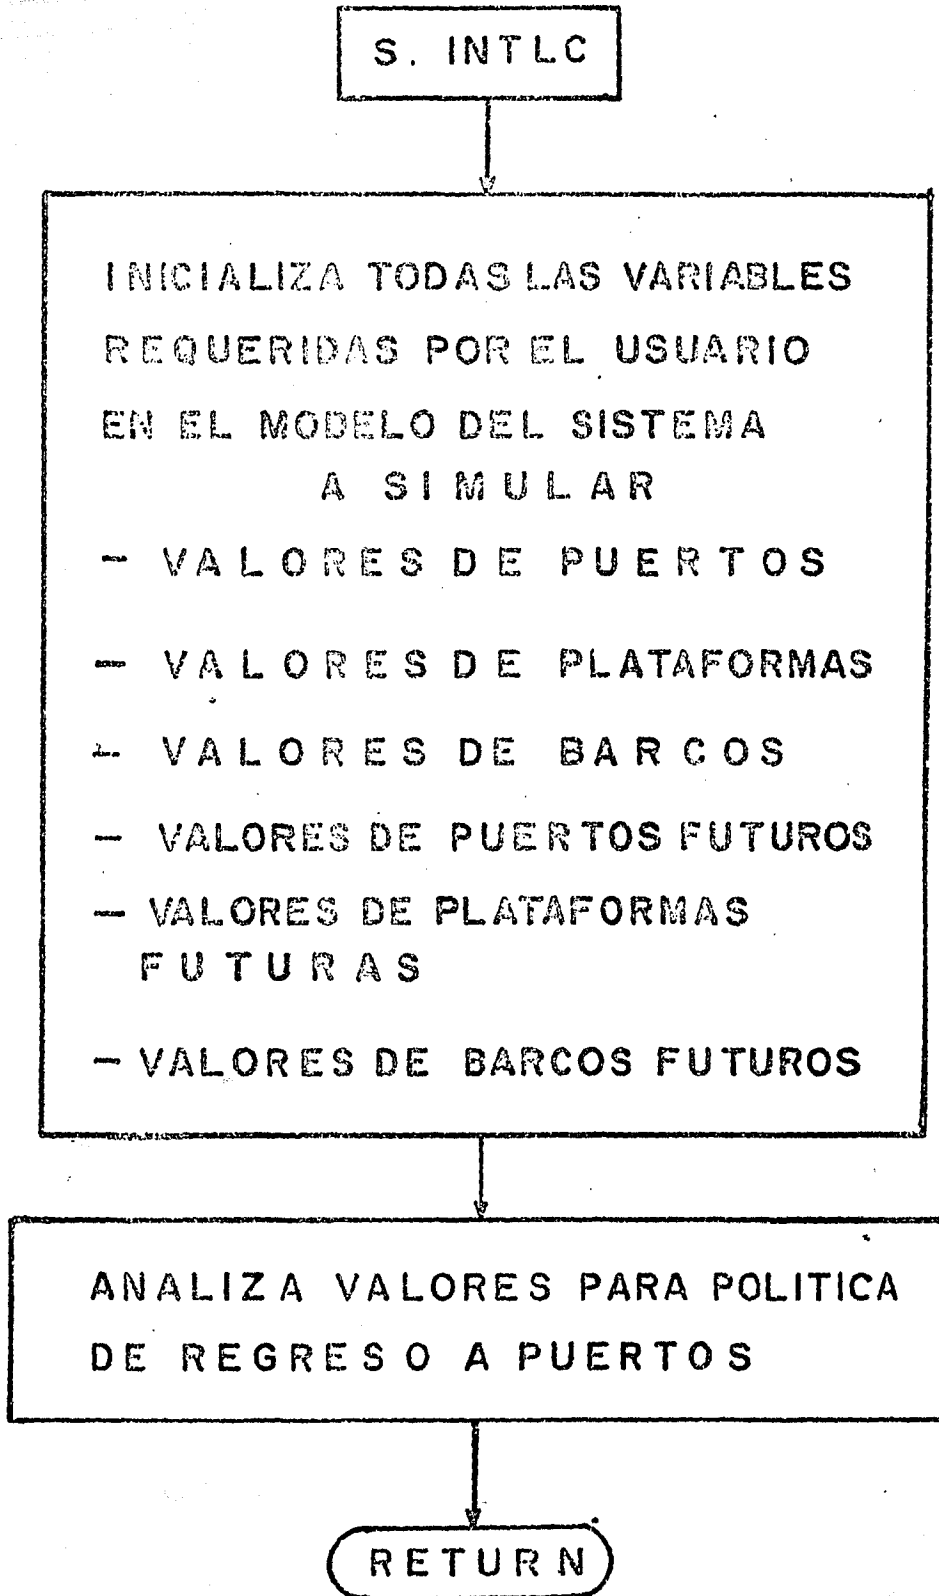 S. INTLC
INICIALIZA TODAS LAS VARIABLES
REQUERIDAS POR EL USUARIO
EN EL MODELO DEL SISTEMA
A SIMULAR
- VALORES DE PUERTOS
- VALORES DE PLATAFORMAS
- VALORES DE BARCOS
- VALORES DE PUERTOS FUTUROS
- VALORES DE PLATAFORMAS
FUTURAS
- VALORES DE BARCOS FUTUROS
ANALIZA VALORES PARA POLITICA
DE REGRESO A PUERTOS
RETURN